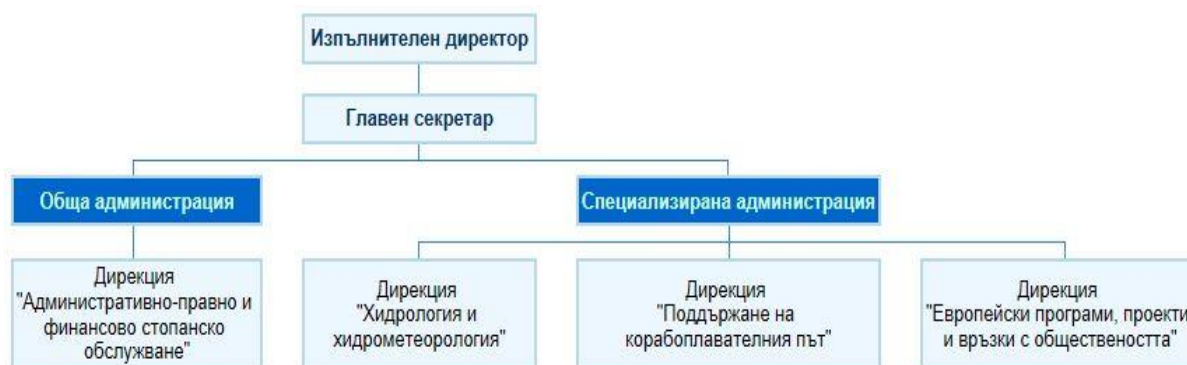 Изпълнителен директор
Главен секретар
Обща администрация
Специализирана администрация
Дирекция
"Административно-правно и
финансово стопанско
обслужване"
Дирекция
"Хидрология и
хидрометеорология"
Дирекция
"Поддържане на
корабоплавателния път"
Дирекция
"Европейски програми, проекти
и връзки с обществеността"